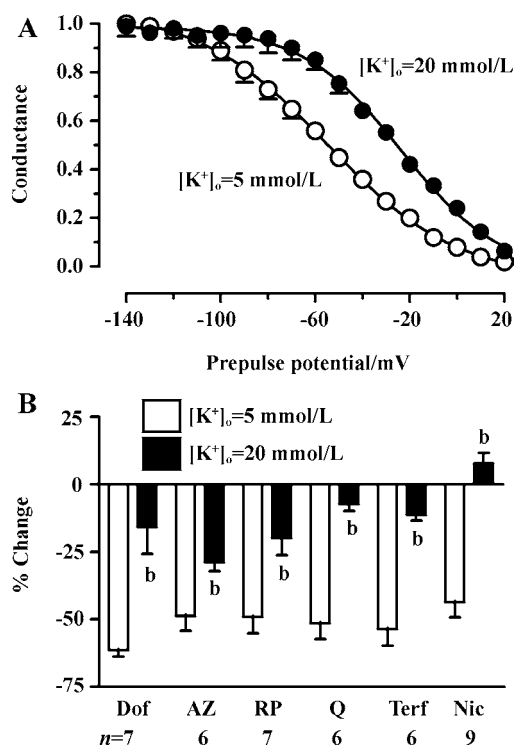 A
1.0
0.8
0.6
0.4
0.2
0.0
Conductance
[K+]o=20 mmol/L
[K+]o=5 mmol/L
-140 -100 -60 -20 20
Prepulse potential/mV
B
[K+]o=5 mmol/L
[K+]o=20 mmol/L
25
0
-25
-50
-75
% Change
b b b b b b
Dof AZ RP Q Terf Nic
n=7 6 7 6 6 9